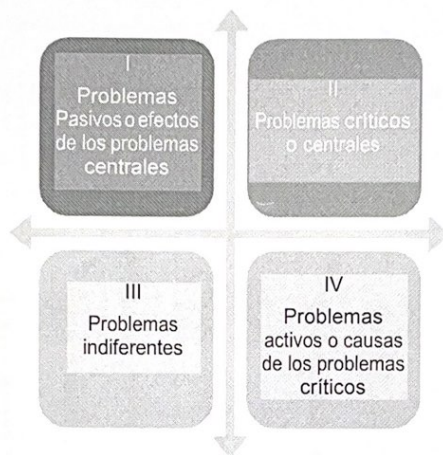 I
Problemas
Pasivos o efectos
de los problemas
centrales
II
Problemas críticos
o centrales
III
Problemas
indiferentes
IV
Problemas
activos o causas
de los problemas
críticos